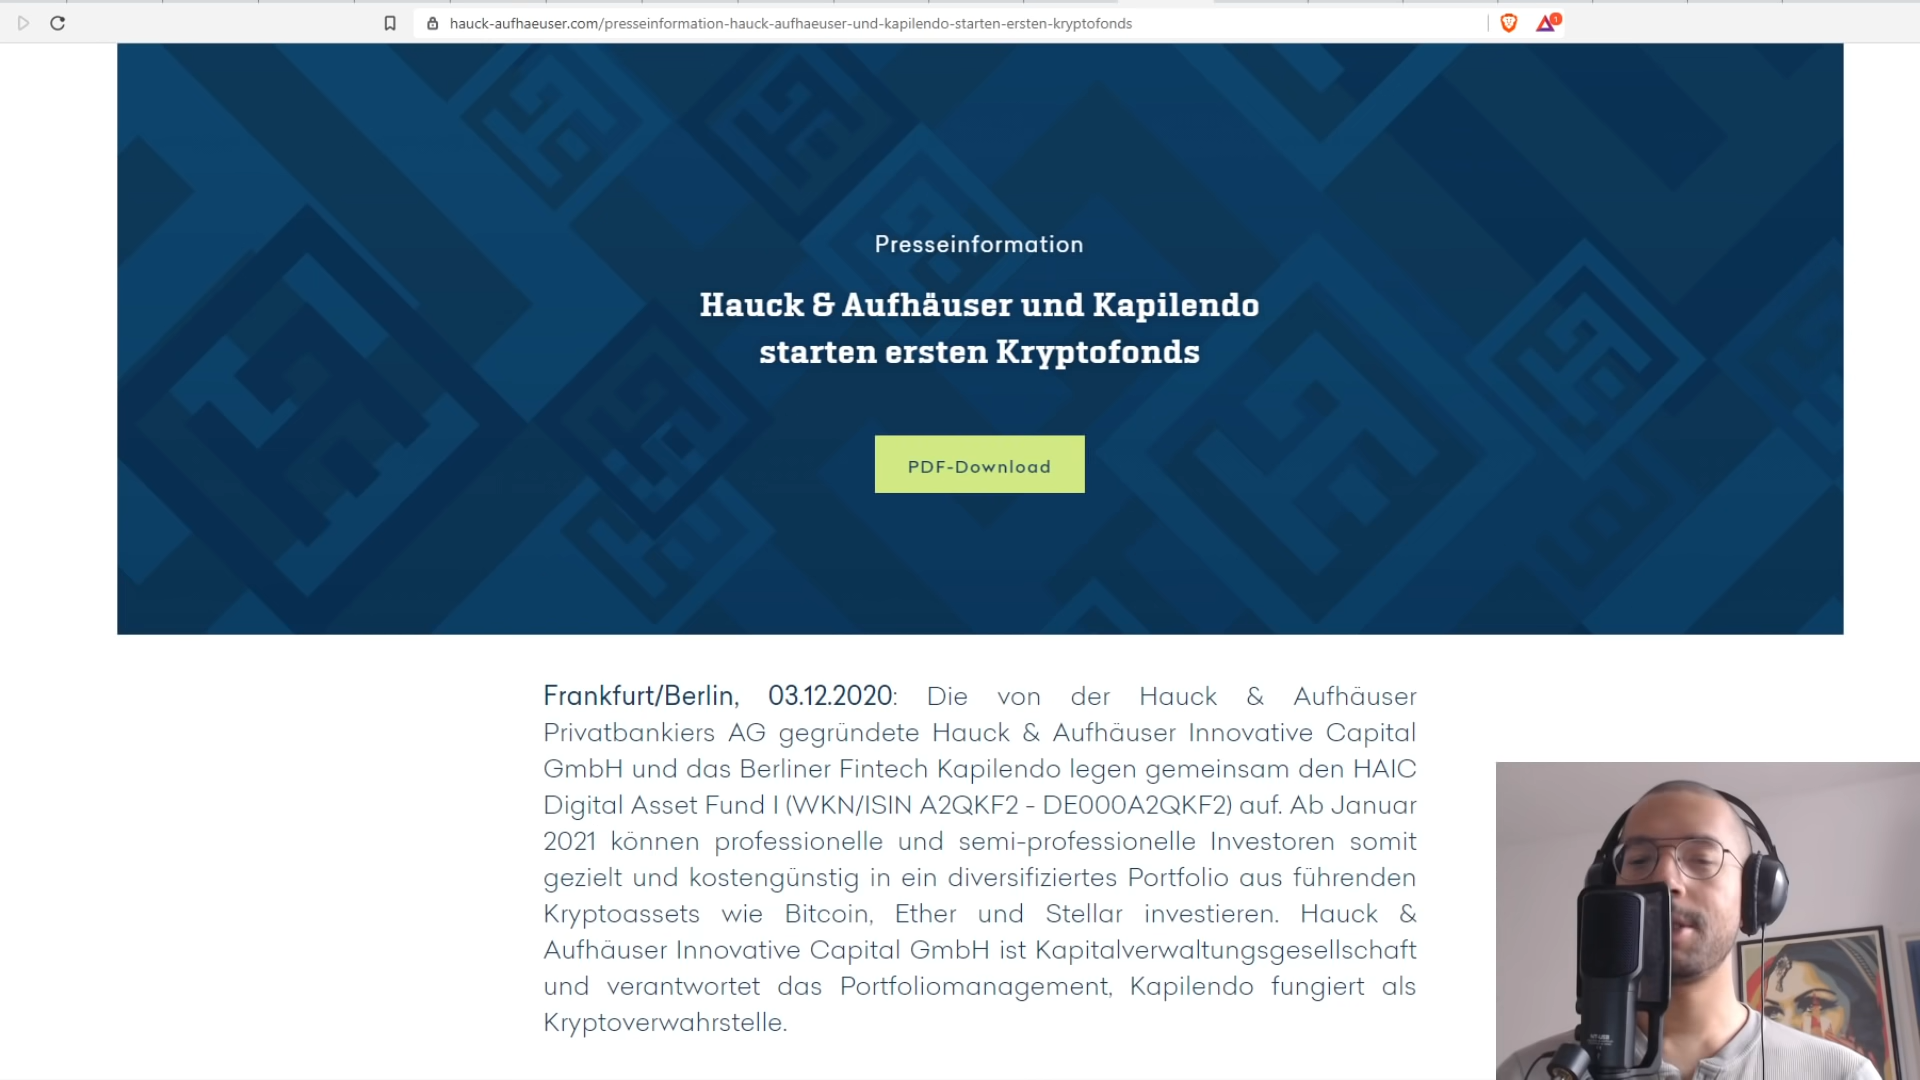 hauck-aufhaeuser.com/presseinformation-hauck-aufhaeuser-und-kapilendo-starten-ersten-kryptofonds
1
Presseinformation
Hauck & Aufhäuser und Kapilendo
starten ersten Kryptofonds
PDF-Download
Frankfurt/Berlin, 03.12.2020: Die von der Hauck & Aufhäuser
Privatbankiers AG gegründete Hauck & Aufhäuser Innovative Capital
GmbH und das Berliner Fintech Kapilendo legen gemeinsam den HAIC
Digital Asset Fund I (WKN/ISIN A2QKF2 - DE000A2QKF2) auf. Ab Januar
2021 können professionelle und semi-professionelle Investoren somit
gezielt und kostengünstig in ein diversifiziertes Portfolio aus führenden
Kryptoassets wie Bitcoin, Ether und Stellar investieren. Hauck &
Aufhäuser Innovative Capital GmbH ist Kapitalverwaltungsgesellschaft
und verantwortet das Portfoliomanagement, Kapilendo fungiert als
Kryptoverwahrstelle.